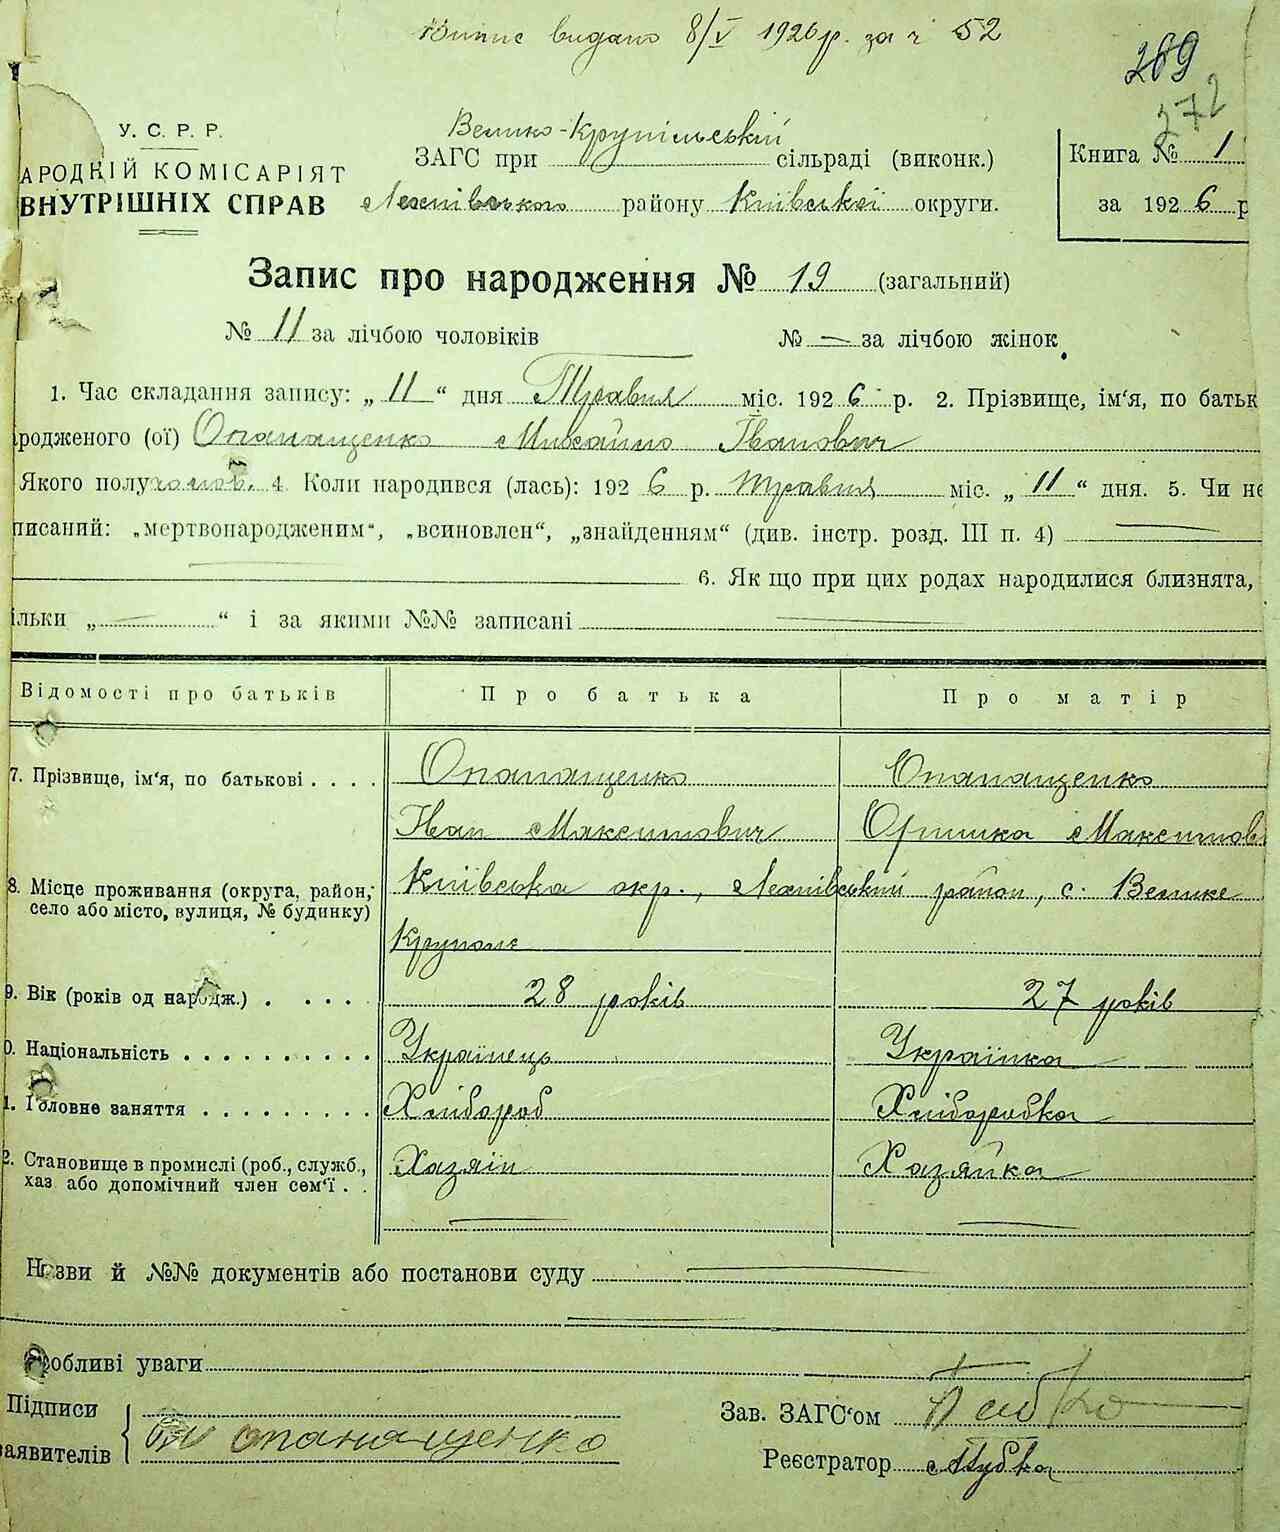 Випис видано 8/V 1926 р. за ч 52
289
272
У. С. Р. Р.
АРОДНІЙ КОМІСАРІЯТ
ВНУТРІШНІХ СПРАВ
Велико-Крупільській
ЗАГС при сільраді (виконк.)
району Київської округи.
Книга № 1
за 1926 р
Запис про народження № 19 (загальний)
№ 11 за лічбою чоловіків № — за лічбою жінок.
1. Час складання запису: „11“ дня Травня міс. 1926 р. 2. Прізвище, ім‘я, по батьк
родженого (ої) Опанащенко Михайло Іванович
Якого полу чолов. 4. Коли народився (лась): 1926 р. травня міс. „11“ дня. 5. Чи не
писаний: „мертвонародженим“, „всиновлен“, „знайденням“ (див. інстр. розд. III п. 4) —
6. Як що при цих родах народилися близнята,
ільки „—“ і за якими №№ записані —
Відомості про батьків Про батька Про матір
7. Прізвище, ім‘я, по батькові . . . . Опанащенко Опанащенко
Іван Максимович Оришка Максимов
8. Місце проживання (округа, район, село або місто, вулиця, № будинку) Київська окр., район, с. Велике
Крупол
9. Вік (років од народж.) . . . . . 28 років 27 років
0. Національність . . . . . . . . . . Українець Українка
1. Головне заняття . . . . . . . . . Хлібороб Хліборобка
2. Становище в промислі (роб., служб., Хазяїн Хазяйка
хаз або допомічний член сем‘ї . .
Назви й №№ документів або постанови суду —
собливі уваги
Підписи
заявителів Опанащенко
Зав. ЗАГС‘ом
Реєстратор